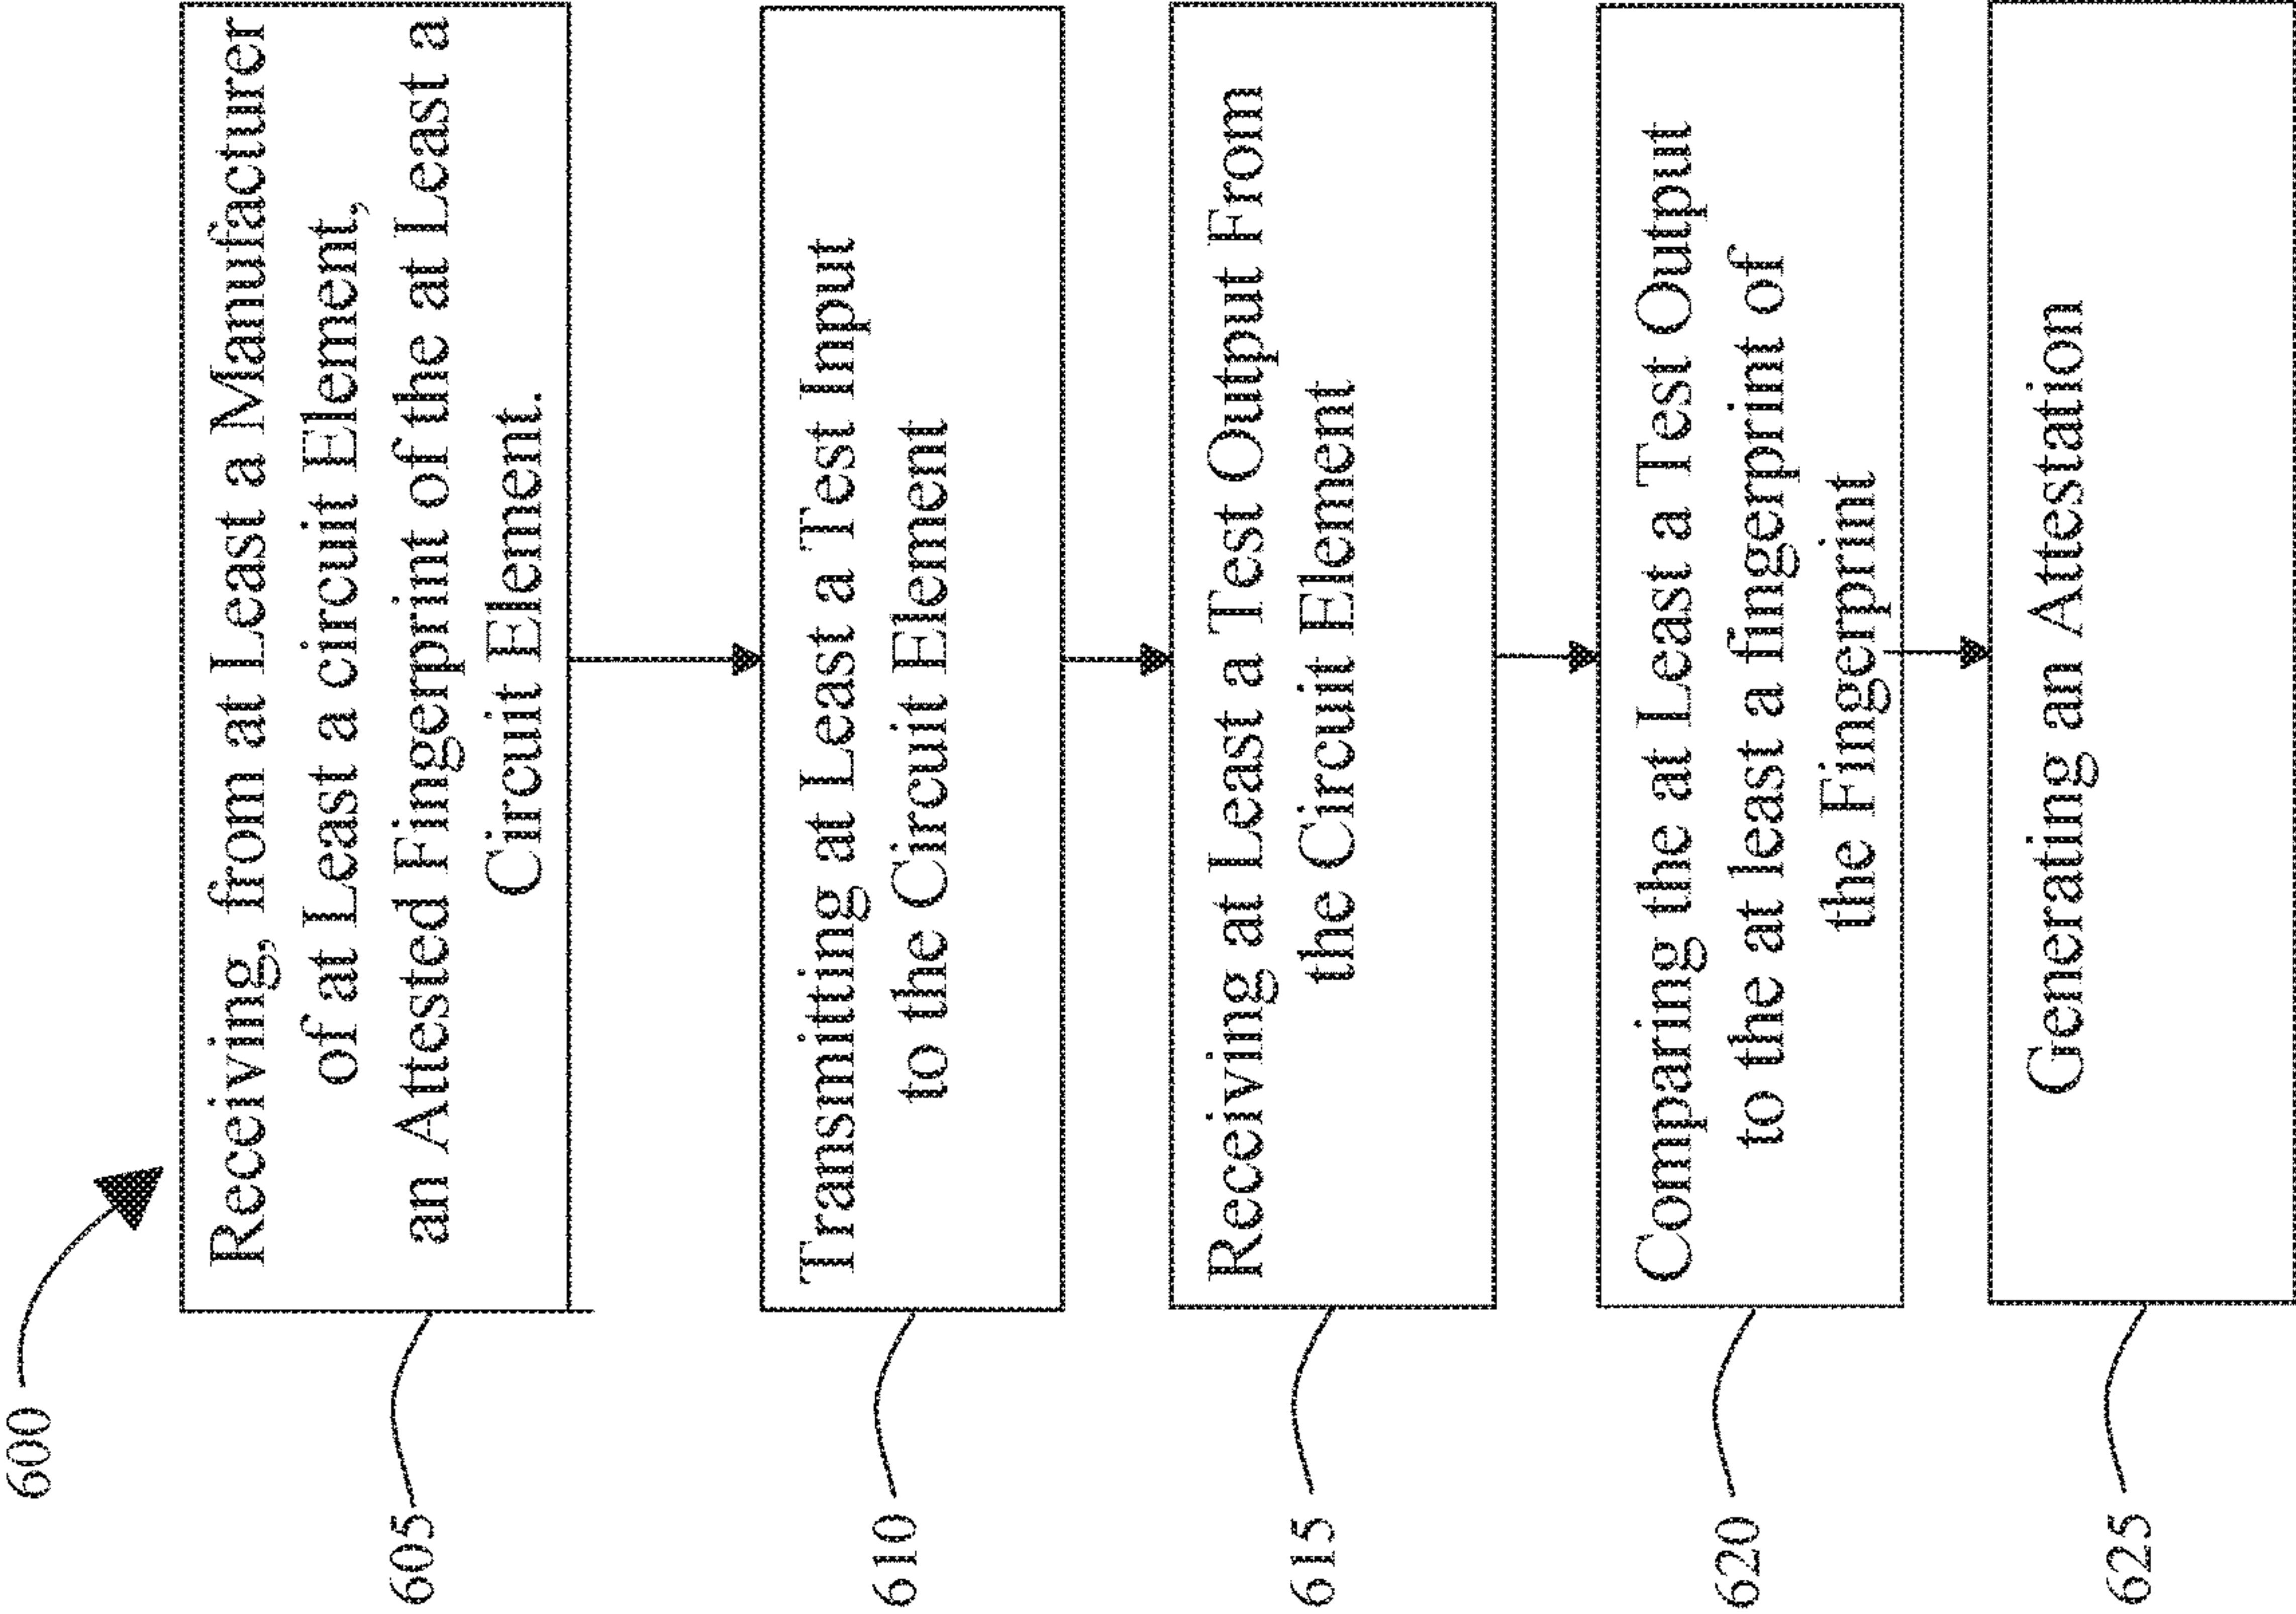 600
605
Receiving, from at Least a Manufacturer
of at Least a circuit Element,
an Attested Fingerprint of the at Least a
Circuit Element.
610
Transmitting at Least a Test Input
to the Circuit Element
615
Receiving at Least a Test Output From
the Circuit Element
620
Comparing the at Least a Test Output
to the at least a fingerprint of
the Fingerprint
625
Generating an Attestation